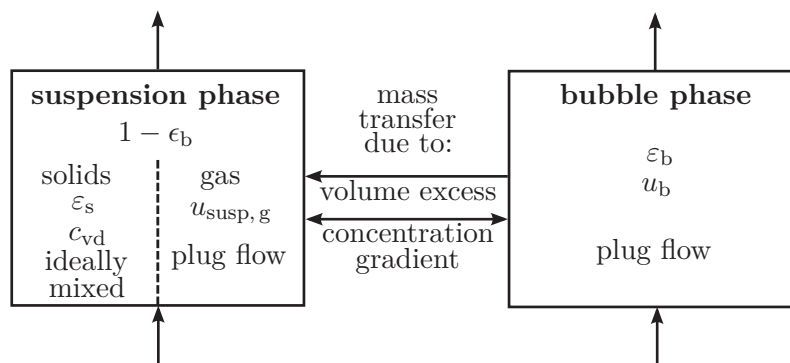 suspension phase
1 − ϵb
solids
εs
cvd
ideally
mixed
gas
ususp, g
plug flow
mass
transfer
due to:
volume excess
concentration
gradient
bubble phase
εb
ub
plug flow